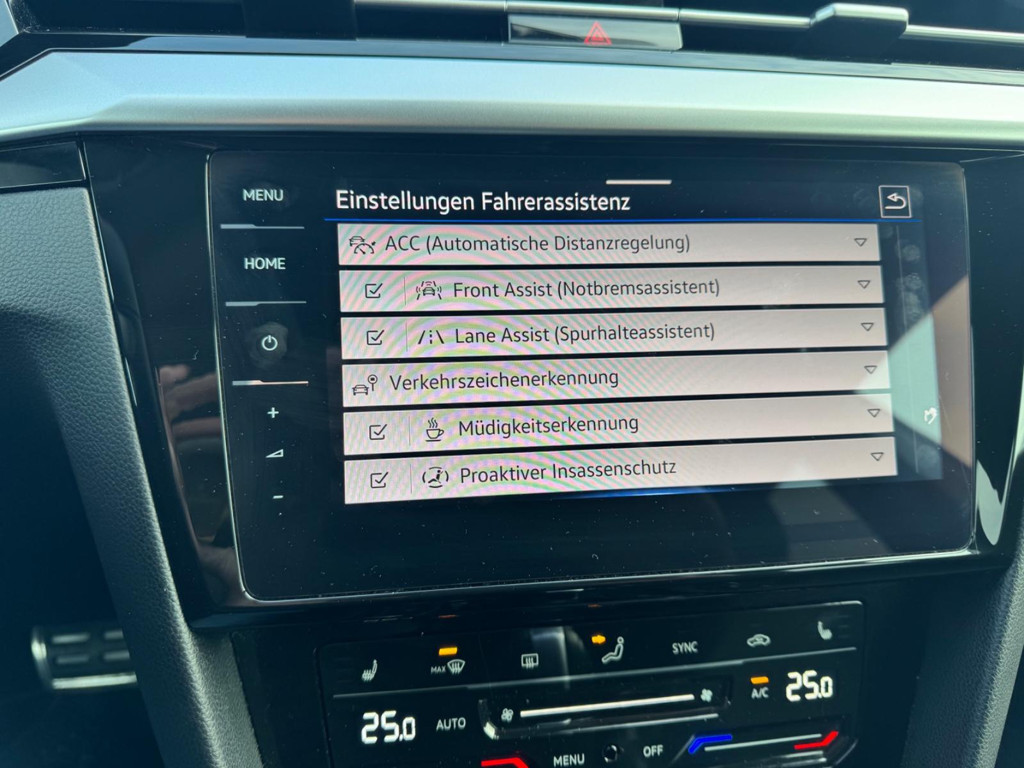 MENU
Einstellungen Fahrerassistenz
ACC (Automatische Distanzregelung)
HOME
Front Assist (Notbremsassistent)
Lane Assist (Spurhalteassistent)
Verkehrszeichenerkennung
+
Müdigkeitserkennung
-
Proaktiver Insassenschutz
MAX
SYNC
A/C
25.0
25.0
AUTO
MENU
OFF